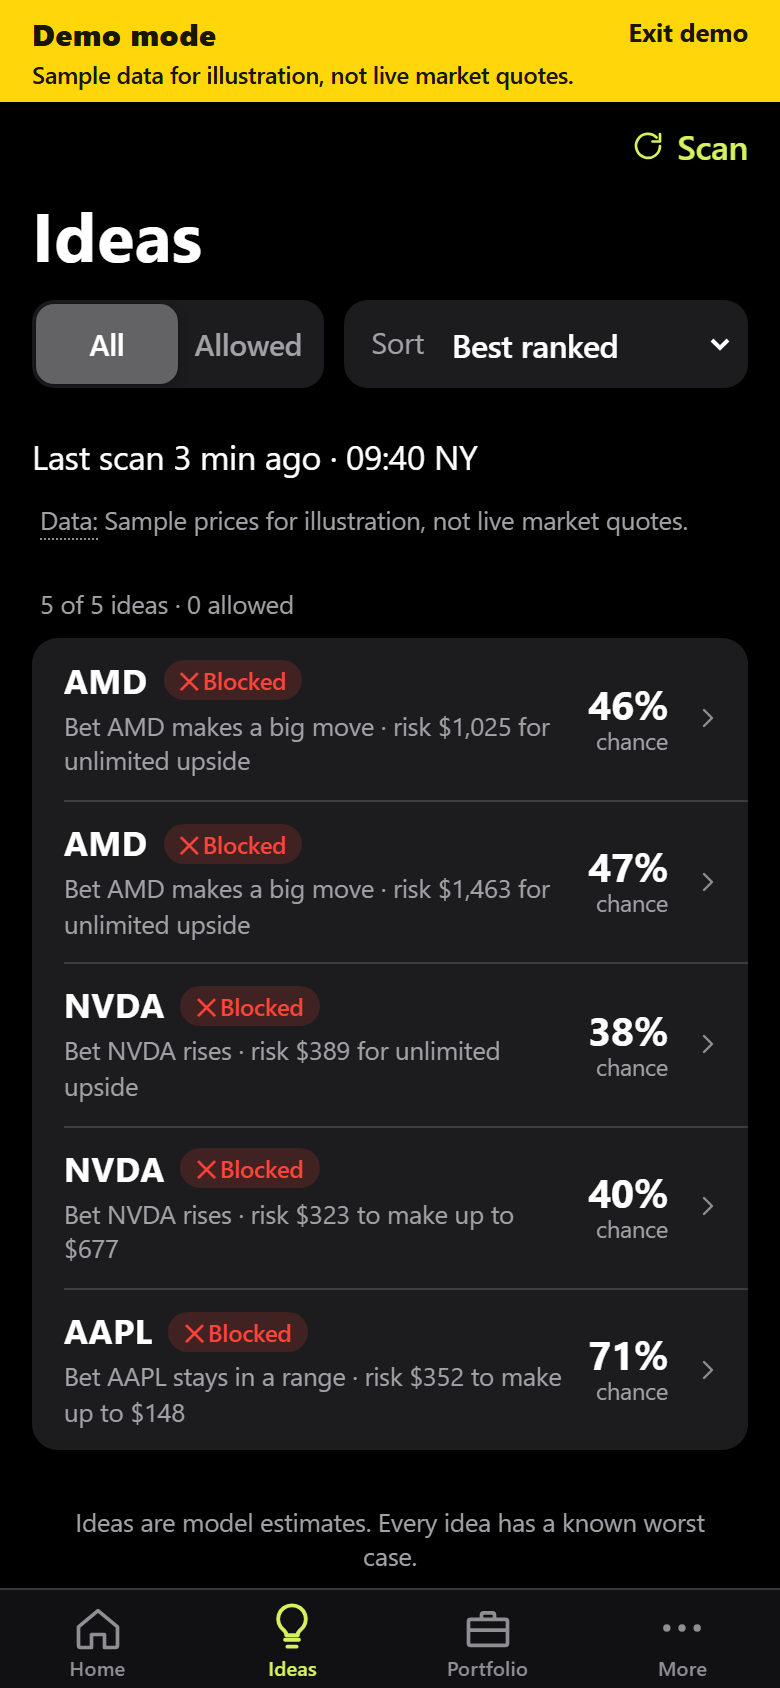 Demo mode
Exit demo
Sample data for illustration, not live market quotes.
Scan
Ideas
All
Allowed
Sort
Best ranked
Last scan 3 min ago · 09:40 NY
Data: Sample prices for illustration, not live market quotes.
5 of 5 ideas · 0 allowed
AMD
Blocked
Bet AMD makes a big move · risk $1,025 for
unlimited upside
46%
chance
AMD
Blocked
Bet AMD makes a big move · risk $1,463 for
unlimited upside
47%
chance
NVDA
Blocked
Bet NVDA rises · risk $389 for unlimited
upside
38%
chance
NVDA
Blocked
Bet NVDA rises · risk $323 to make up to
$677
40%
chance
AAPL
Blocked
Bet AAPL stays in a range · risk $352 to make
up to $148
71%
chance
Ideas are model estimates. Every idea has a known worst
case.
Home
Ideas
Portfolio
More